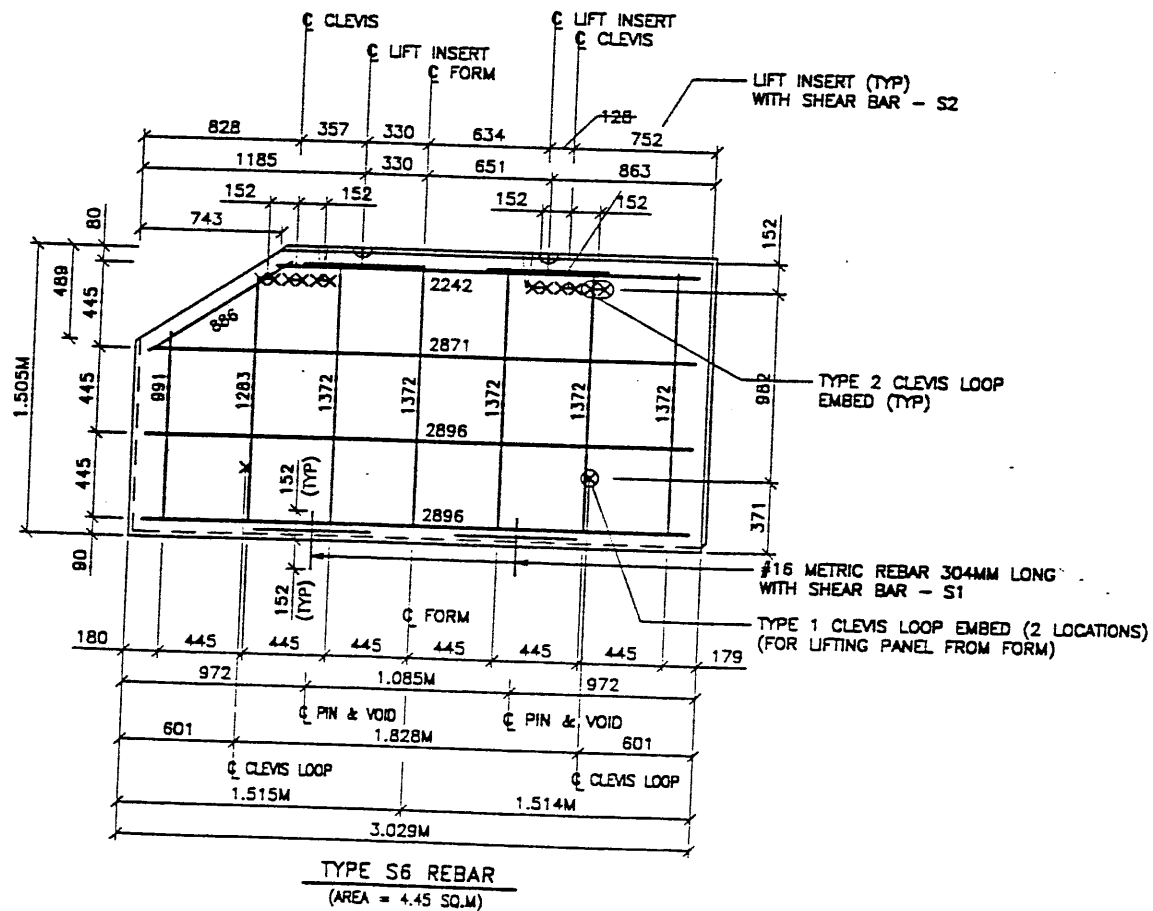 ℄ CLEVIS
℄ LIFT INSERT
℄ FORM
℄ LIFT INSERT
℄ CLEVIS
LIFT INSERT (TYP)
WITH SHEAR BAR - S2
828 357 330 634 128 752
1185 330 651 863
152 152 152 152
743
80
489
445
445
445
1.505M
90
152
982
371
2242
886
2871
991 1283 1372 1372 1372 1372 1372
2896
2896
152
(TYP)
152
(TYP)
TYPE 2 CLEVIS LOOP
EMBED (TYP)
#16 METRIC REBAR 304MM LONG
WITH SHEAR BAR - S1
TYPE 1 CLEVIS LOOP EMBED (2 LOCATIONS)
(FOR LIFTING PANEL FROM FORM)
℄ FORM
180 445 445 445 445 445 445 179
972 1.085M 972
℄ PIN & VOID ℄ PIN & VOID
601 1.828M 601
℄ CLEVIS LOOP ℄ CLEVIS LOOP
1.515M 1.514M
3.029M
TYPE S6 REBAR
(AREA = 4.45 SQ.M)